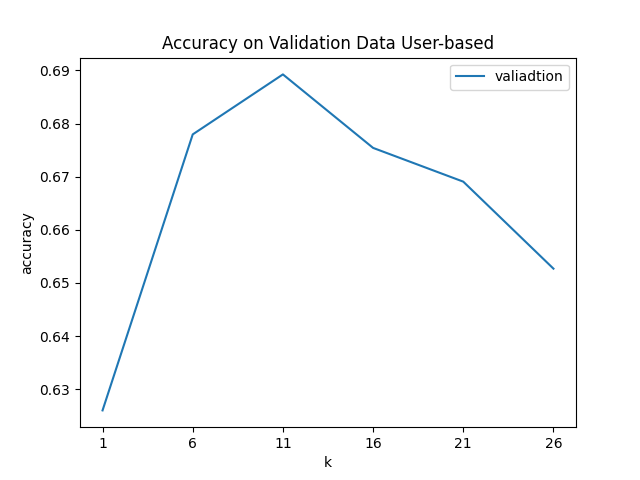 Accuracy on Validation Data User-based
valiadtion
accuracy
0.69
0.68
0.67
0.66
0.65
0.64
0.63
1 6 11 16 21 26
k